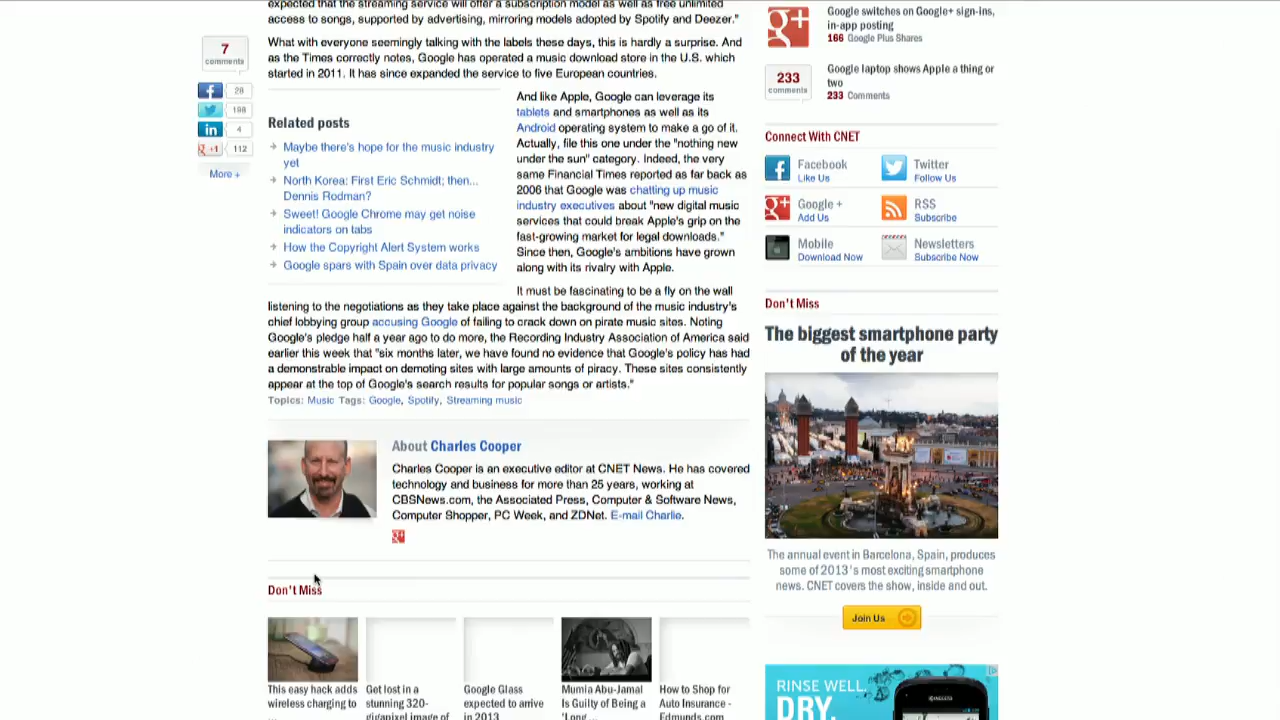 expected that the streaming service will offer a subscription model as well as free unlimited
access to songs, supported by advertising, mirroring models adopted by Spotify and Deezer."
What with everyone seemingly talking with the labels these days, this is hardly a surprise. And
as the Times correctly notes, Google has operated a music download store in the U.S. which
started in 2011. It has since expanded the service to five European countries.
7
comments
28
198
in 4
g +1 112
More +
Related posts
Maybe there's hope for the music industry
yet
North Korea: First Eric Schmidt; then...
Dennis Rodman?
Sweet! Google Chrome may get noise
indicators on tabs
How the Copyright Alert System works
Google spars with Spain over data privacy
And like Apple, Google can leverage its
tablets and smartphones as well as its
Android operating system to make a go of it.
Actually, file this one under the "nothing new
under the sun" category. Indeed, the very
same Financial Times reported as far back as
2006 that Google was chatting up music
industry executives about "new digital music
services that could break Apple's grip on the
fast-growing market for legal downloads."
Since then, Google's ambitions have grown
along with its rivalry with Apple.
It must be fascinating to be a fly on the wall
listening to the negotiations as they take place against the background of the music industry's
chief lobbying group accusing Google of failing to crack down on pirate music sites. Noting
Google's pledge half a year ago to do more, the Recording Industry Association of America said
earlier this week that "six months later, we have found no evidence that Google's policy has had
a demonstrable impact on demoting sites with large amounts of piracy. These sites consistently
appear at the top of Google's search results for popular songs or artists."
Topics: Music Tags: Google, Spotify, Streaming music
About Charles Cooper
Charles Cooper is an executive editor at CNET News. He has covered
technology and business for more than 25 years, working at
CBSNews.com, the Associated Press, Computer & Software News,
Computer Shopper, PC Week, and ZDNet. E-mail Charlie.
g+
Don't Miss
This easy hack adds
wireless charging to
...
Get lost in a
stunning 320-
gigapixel image of
Google Glass
expected to arrive
in 2013
Mumia Abu-Jamal
Is Guilty of Being a
'Long ...
How to Shop for
Auto Insurance -
Edmunds.com
g+
Google switches on Google+ sign-ins,
in-app posting
166 Google Plus Shares
233
comments
Google laptop shows Apple a thing or
two
233 Comments
Connect With CNET
Facebook
Like Us
Twitter
Follow Us
g+ Google +
Add Us
RSS
Subscribe
Mobile
Download Now
Newsletters
Subscribe Now
Don't Miss
The biggest smartphone party
of the year
The annual event in Barcelona, Spain, produces
some of 2013's most exciting smartphone
news. CNET covers the show, inside and out.
Join Us
RINSE WELL.
DRY.
KYOCERA